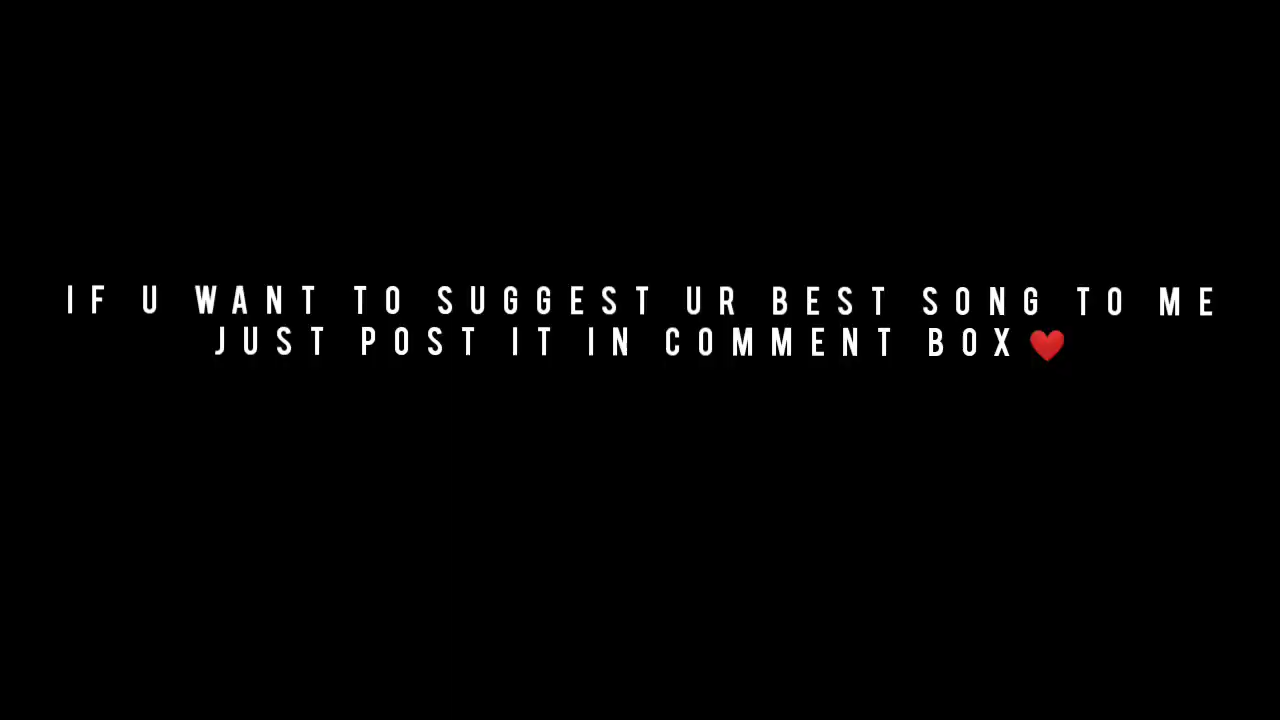 IF U WANT TO SUGGEST UR BEST SONG TO ME
JUST POST IT IN COMMENT BOX ❤️